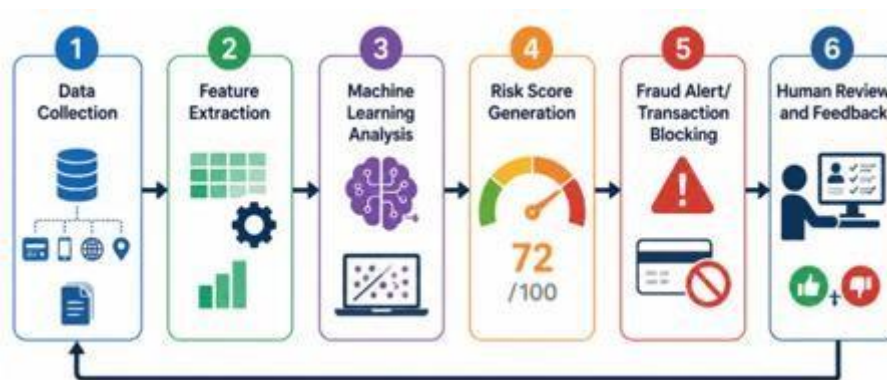 1
Data
Collection
2
Feature
Extraction
3
Machine
Learning
Analysis
4
Risk Score
Generation
72
/100
5
Fraud Alert/
Transaction
Blocking
6
Human Review
and Feedback